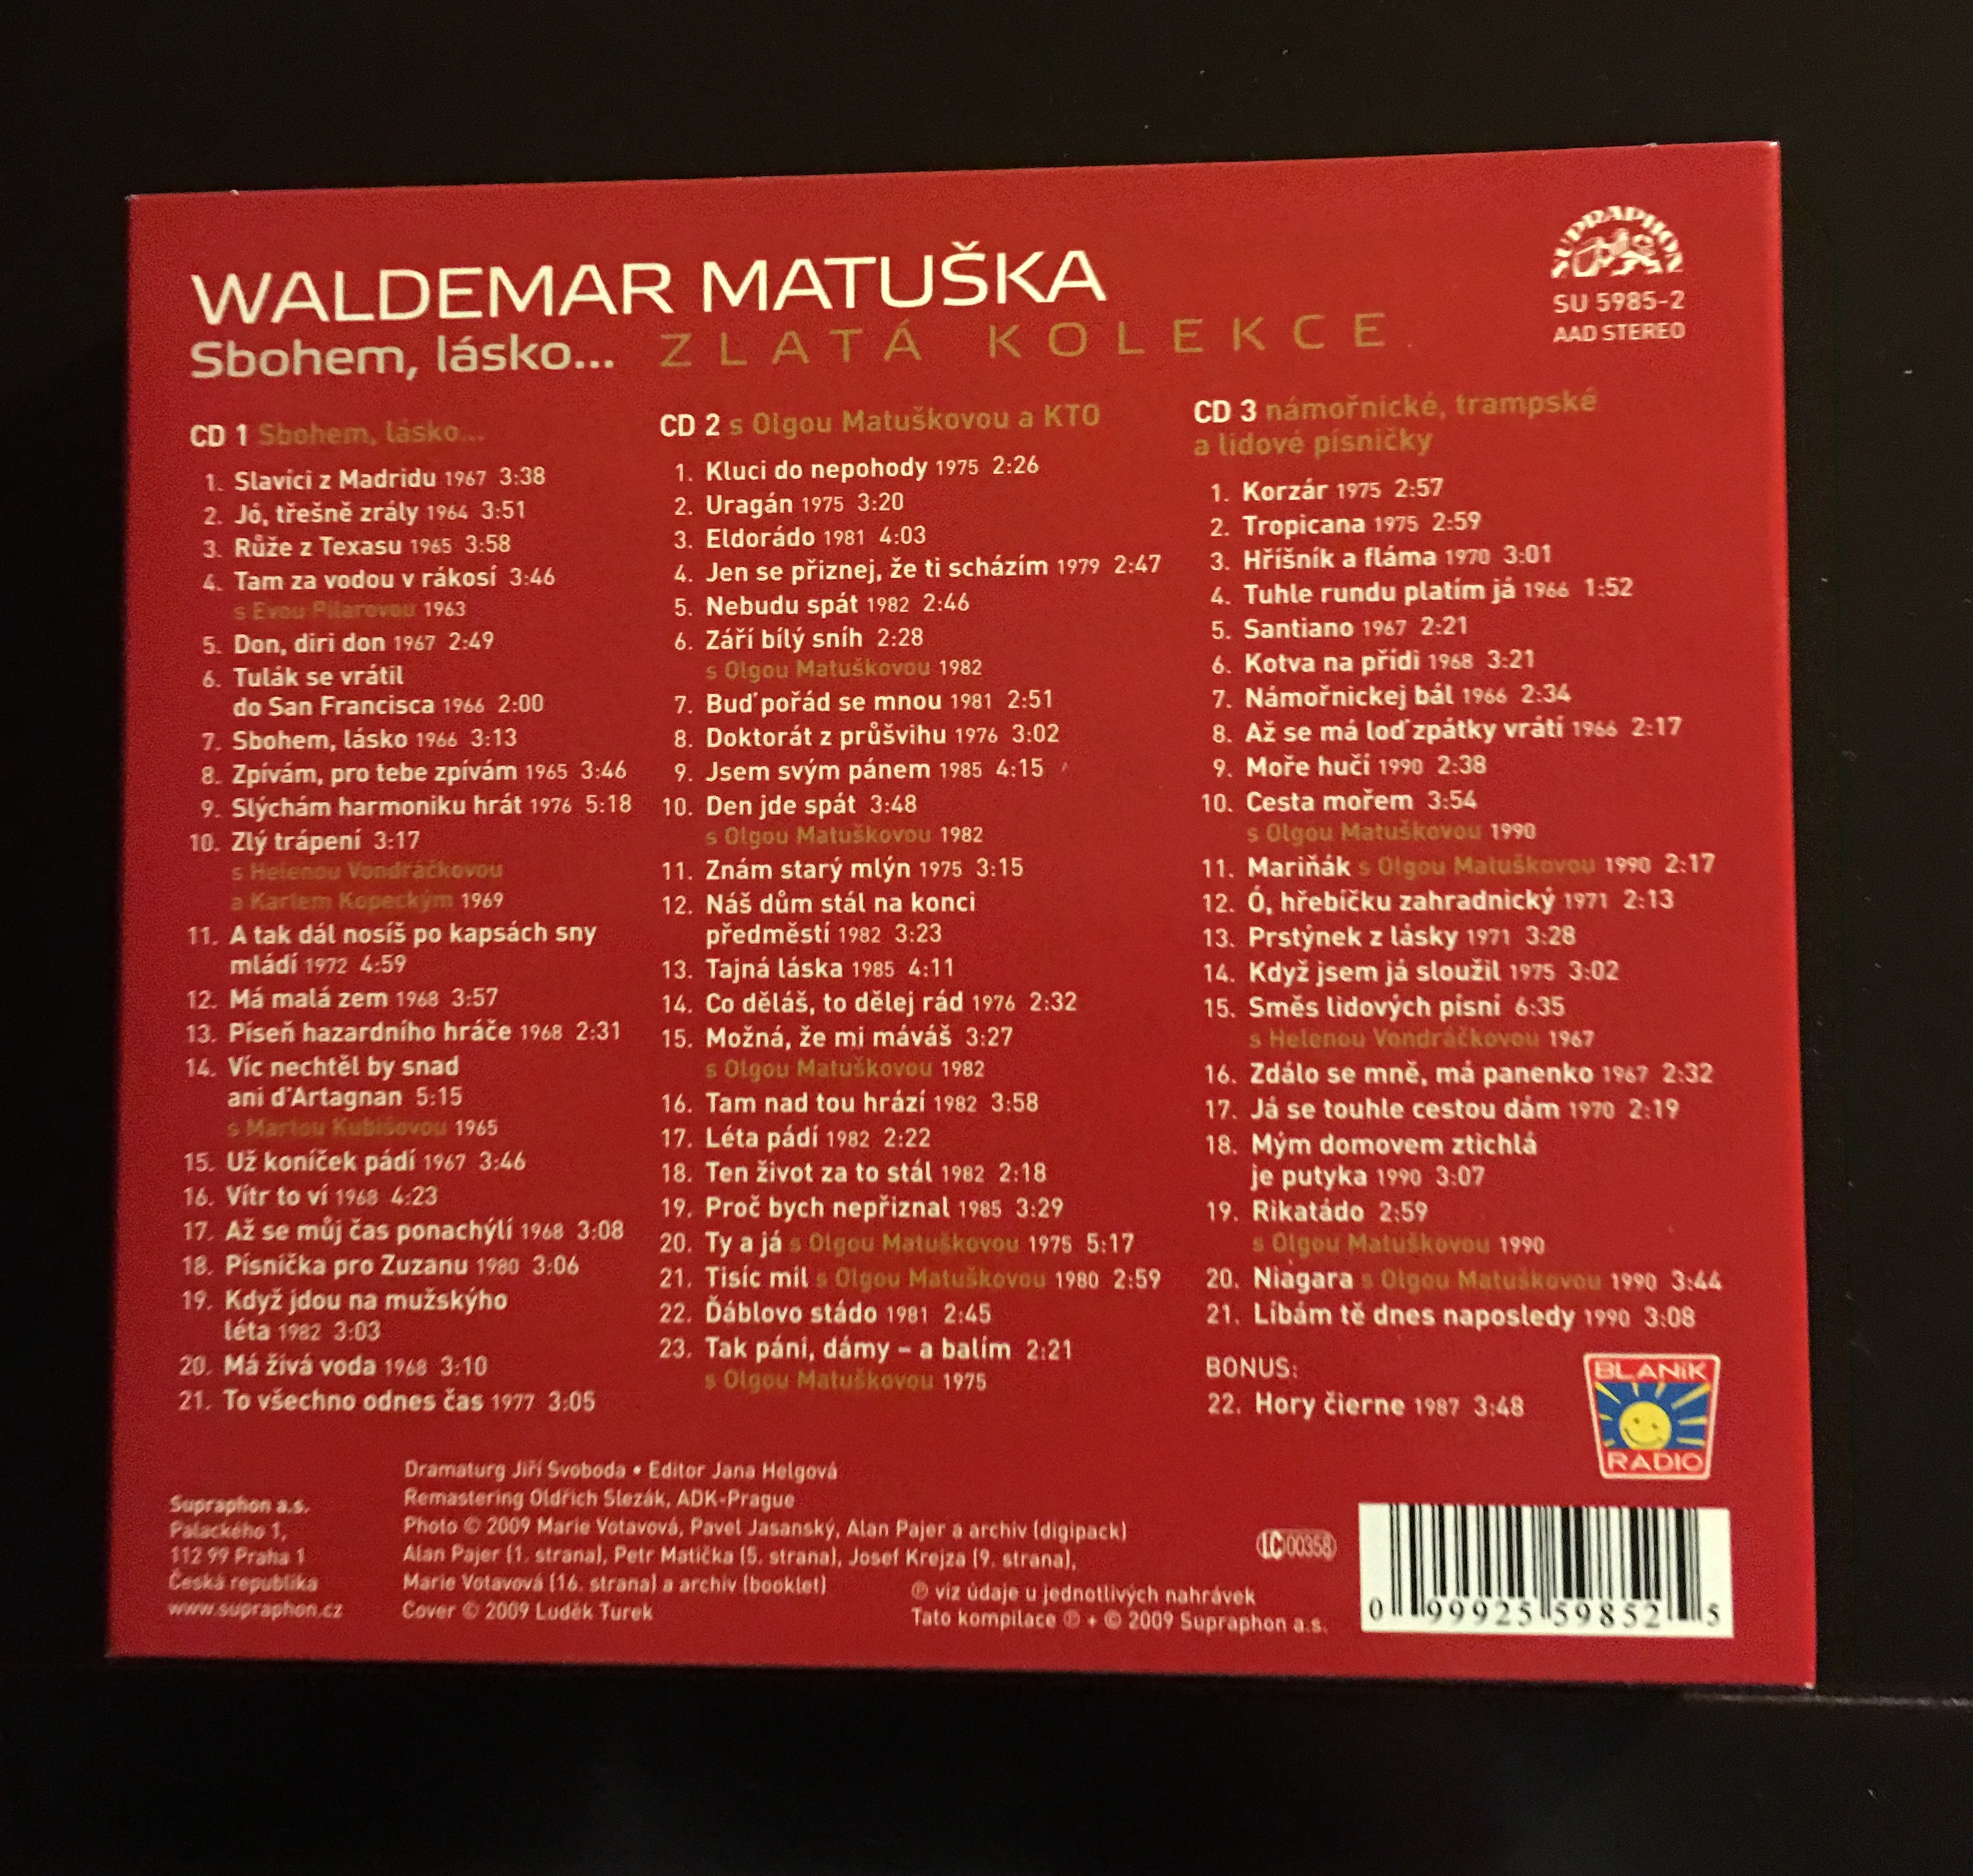 WALDEMAR MATUŠKA
Sbohem, lásko... ZLATÁ KOLEKCE
SUPRAPHON
SU 5985-2
AAD STEREO
CD 1 Sbohem, lásko...
1. Slavíci z Madridu 1967 3:38
2. Jó, třešně zrály 1964 3:51
3. Růže z Texasu 1965 3:58
4. Tam za vodou v rákosí 3:46
s Evou Pilarovou 1963
5. Don, diri don 1967 2:49
6. Tulák se vrátil
do San Francisca 1966 2:00
7. Sbohem, lásko 1966 3:13
8. Zpívám, pro tebe zpívám 1965 3:46
9. Slýchám harmoniku hrát 1976 5:18
10. Zlý trápení 3:17
s Helenou Vondráčkovou
a Karlem Kopeckým 1969
11. A tak dál nosíš po kapsách sny
mládí 1972 4:59
12. Má malá zem 1968 3:57
13. Píseň hazardního hráče 1968 2:31
14. Víc nechtěl by snad
ani d'Artagnan 5:15
s Martou Kubišovou 1965
15. Už koníček pádí 1967 3:46
16. Vítr to ví 1968 4:23
17. Až se můj čas ponachýlí 1968 3:08
18. Písnička pro Zuzanu 1980 3:06
19. Když jdou na mužskýho
léta 1982 3:03
20. Má živá voda 1968 3:10
21. To všechno odnes čas 1977 3:05
CD 2 s Olgou Matuškovou a KTO
1. Kluci do nepohody 1975 2:26
2. Uragán 1975 3:20
3. Eldorádo 1981 4:03
4. Jen se přiznej, že ti scházím 1979 2:47
5. Nebudu spát 1982 2:46
6. Září bílý sníh 2:28
s Olgou Matuškovou 1982
7. Buď pořád se mnou 1981 2:51
8. Doktorát z průšvihu 1976 3:02
9. Jsem svým pánem 1985 4:15
10. Den jde spát 3:48
s Olgou Matuškovou 1982
11. Znám starý mlýn 1975 3:15
12. Náš dům stál na konci
předměstí 1982 3:23
13. Tajná láska 1985 4:11
14. Co děláš, to dělej rád 1976 2:32
15. Možná, že mi máváš 3:27
s Olgou Matuškovou 1982
16. Tam nad tou hrází 1982 3:58
17. Léta pádí 1982 2:22
18. Ten život za to stál 1982 2:18
19. Proč bych nepřiznal 1985 3:29
20. Ty a já s Olgou Matuškovou 1975 5:17
21. Tisíc mil s Olgou Matuškovou 1980 2:59
22. Ďáblovo stádo 1981 2:45
23. Tak páni, dámy – a balím 2:21
s Olgou Matuškovou 1975
CD 3 námořnické, trampské
a lidové písničky
1. Korzár 1975 2:57
2. Tropicana 1975 2:59
3. Hříšník a fláma 1970 3:01
4. Tuhle rundu platím já 1966 1:52
5. Santiano 1967 2:21
6. Kotva na přídi 1968 3:21
7. Námořnickej bál 1966 2:34
8. Až se má loď zpátky vrátí 1966 2:17
9. Moře hučí 1990 2:38
10. Cesta mořem 3:54
s Olgou Matuškovou 1990
11. Mariňák s Olgou Matuškovou 1990 2:17
12. Ó, hřebíčku zahradnický 1971 2:13
13. Prstýnek z lásky 1971 3:28
14. Když jsem já sloužil 1975 3:02
15. Směs lidových písní 6:35
s Helenou Vondráčkovou 1967
16. Zdálo se mně, má panenko 1967 2:32
17. Já se touhle cestou dám 1970 2:19
18. Mým domovem ztichlá
je putyka 1990 3:07
19. Rikatádo 2:59
s Olgou Matuškovou 1990
20. Niagara s Olgou Matuškovou 1990 3:44
21. Líbám tě dnes naposledy 1990 3:08
BONUS:
22. Hory čierne 1987 3:48
BLANíK
RADIO
Supraphon a.s.
Palackého 1,
112 99 Praha 1
Česká republika
www.supraphon.cz
Dramaturg Jiří Svoboda • Editor Jana Helgová
Remastering Oldřich Slezák, ADK-Prague
Photo © 2009 Marie Votavová, Pavel Jasanský, Alan Pajer a archiv (digipack)
Alan Pajer (1. strana), Petr Matička (5. strana), Josef Krejza (9. strana),
Marie Votavová (16. strana) a archiv (booklet)
Cover © 2009 Luděk Turek
℗ viz údaje u jednotlivých nahrávek
Tato kompilace ℗ + © 2009 Supraphon a.s.
LC 00358
0 99925 59852 5